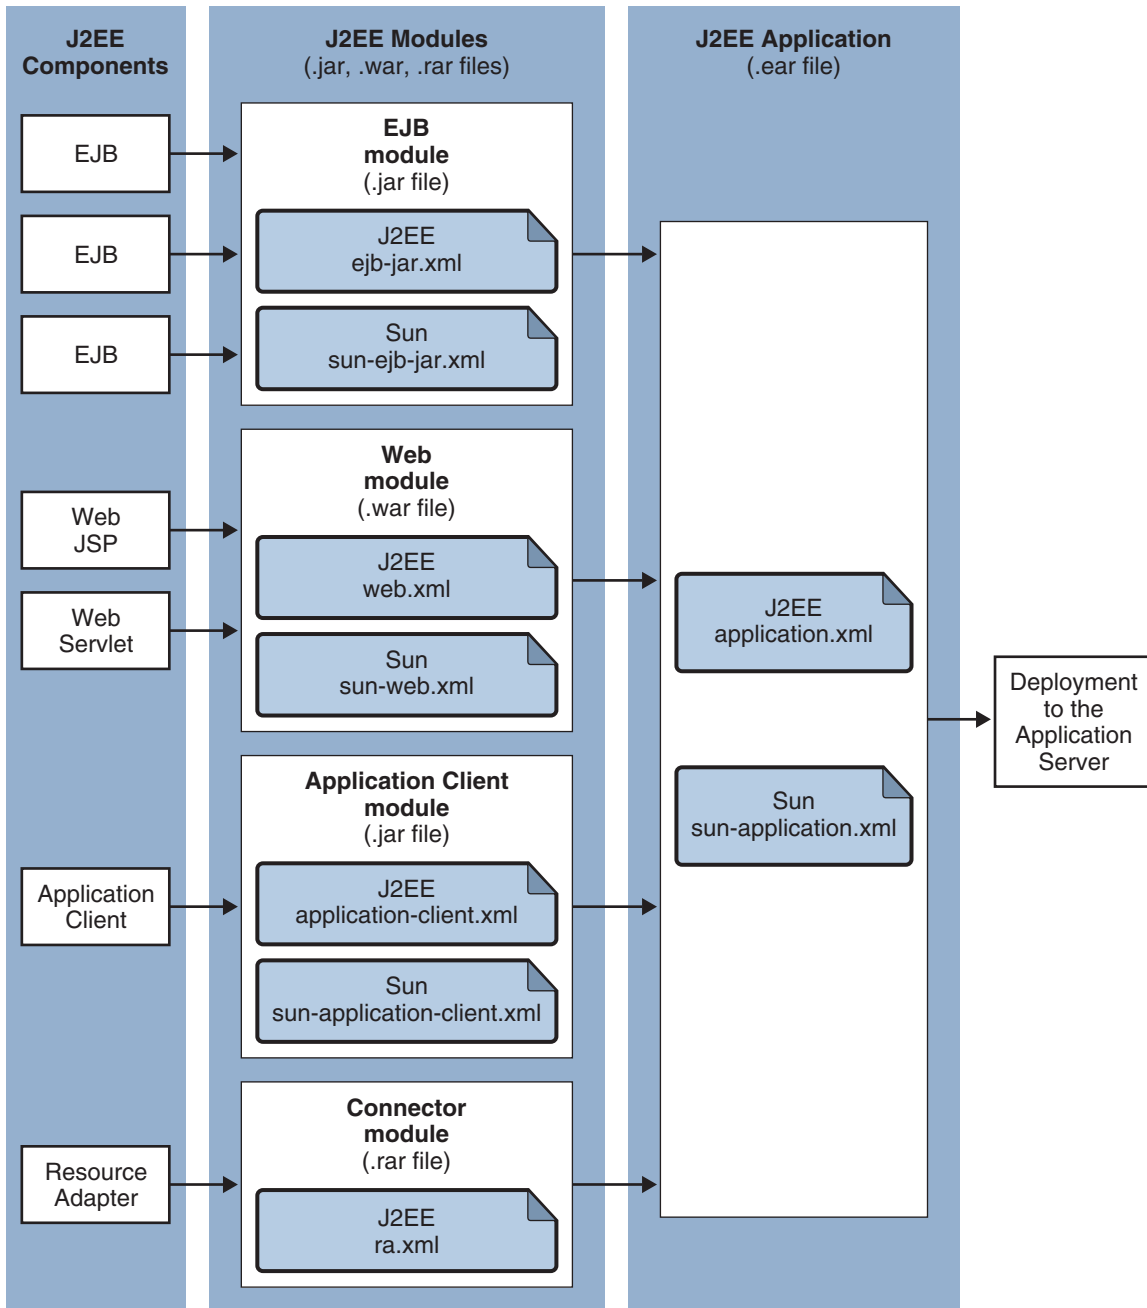 J2EE
Components
J2EE Modules
(.jar, .war, .rar files)
J2EE Application
(.ear file)
EJB
EJB
EJB
EJB
module
(.jar file)
J2EE
ejb-jar.xml
Sun
sun-ejb-jar.xml
Web
JSP
Web
Servlet
Web
module
(.war file)
J2EE
web.xml
Sun
sun-web.xml
Application
Client
Application Client
module
(.jar file)
J2EE
application-client.xml
Sun
sun-application-client.xml
Resource
Adapter
Connector
module
(.rar file)
J2EE
ra.xml
J2EE
application.xml
Sun
sun-application.xml
Deployment
to the
Application
Server